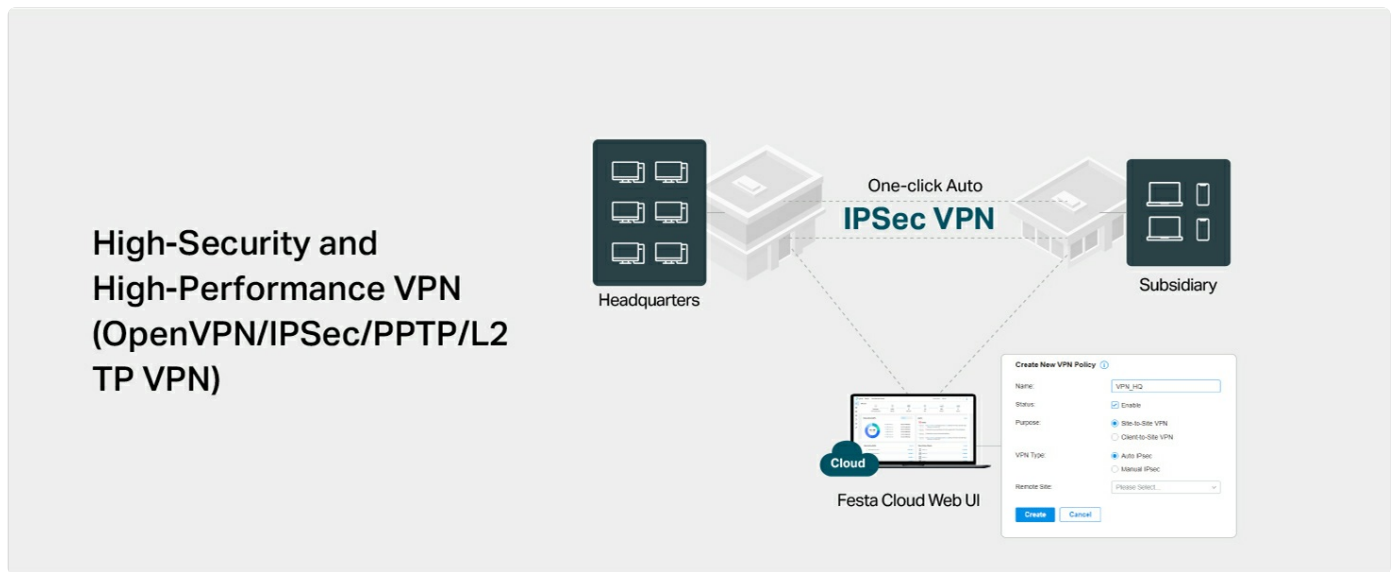 High-Security and
High-Performance VPN
(OpenVPN/IPSec/PPTP/L2
TP VPN)
One-click Auto
IPSec VPN
Headquarters
Subsidiary
Cloud
Festa Cloud Web UI
Create New VPN Policy
Name: VPN_HQ
Status: Enable
Purpose: Site-to-Site VPN
Client-to-Site VPN
VPN Type: Auto IPsec
Manual IPsec
Remote Site: Please Select...
Create Cancel